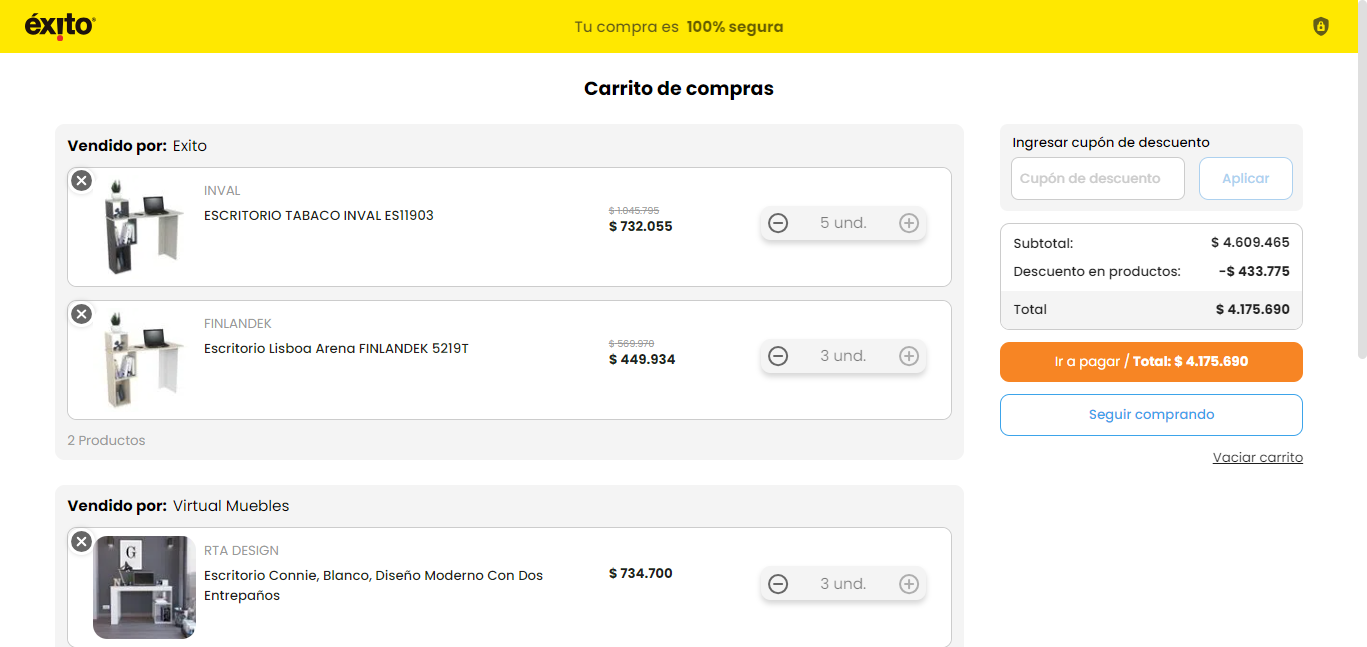 éxito
Tu compra es 100% segura
Carrito de compras
Vendido por: Exito
INVAL
ESCRITORIO TABACO INVAL ES11903
$ 1.045.795
$ 732.055
5 und.
FINLANDEK
Escritorio Lisboa Arena FINLANDEK 5219T
$ 569.970
$ 449.934
3 und.
2 Productos
Vendido por: Virtual Muebles
G
RTA DESIGN
Escritorio Connie, Blanco, Diseño Moderno Con Dos
Entrepaños
$ 734.700
3 und.
Ingresar cupón de descuento
Cupón de descuento
Aplicar
Subtotal: $ 4.609.465
Descuento en productos: -$ 433.775
Total $ 4.175.690
Ir a pagar / Total: $ 4.175.690
Seguir comprando
Vaciar carrito